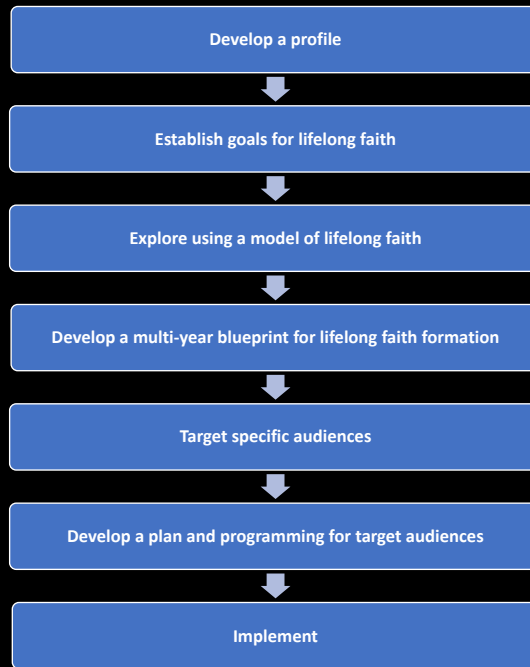 Develop a profile
Establish goals for lifelong faith
Explore using a model of lifelong faith
Develop a multi-year blueprint for lifelong faith formation
Target specific audiences
Develop a plan and programming for target audiences
Implement